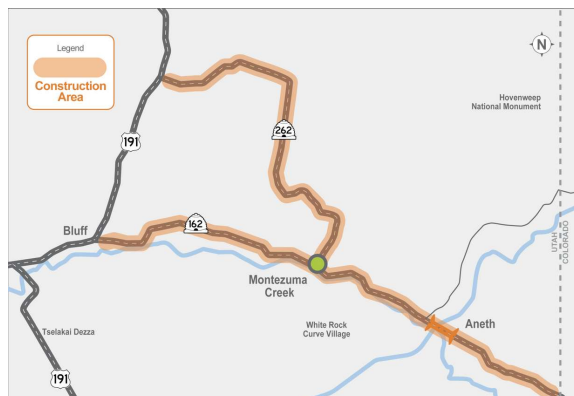 Legend
Construction
Area
N
Hovenweep
National Monument
191
262
162
Bluff
UTAH
COLORADO
Montezuma
Creek
Aneth
White Rock
Curve Village
Tselakai Dezza
191